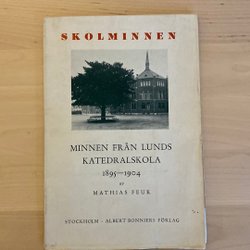 SKOLMINNEN
MINNEN FRÅN LUNDS
KATEDRALSKOLA
1895—1904
AV
MATHIAS FEUK
STOCKHOLM - ALBERT BONNIERS FÖRLAG